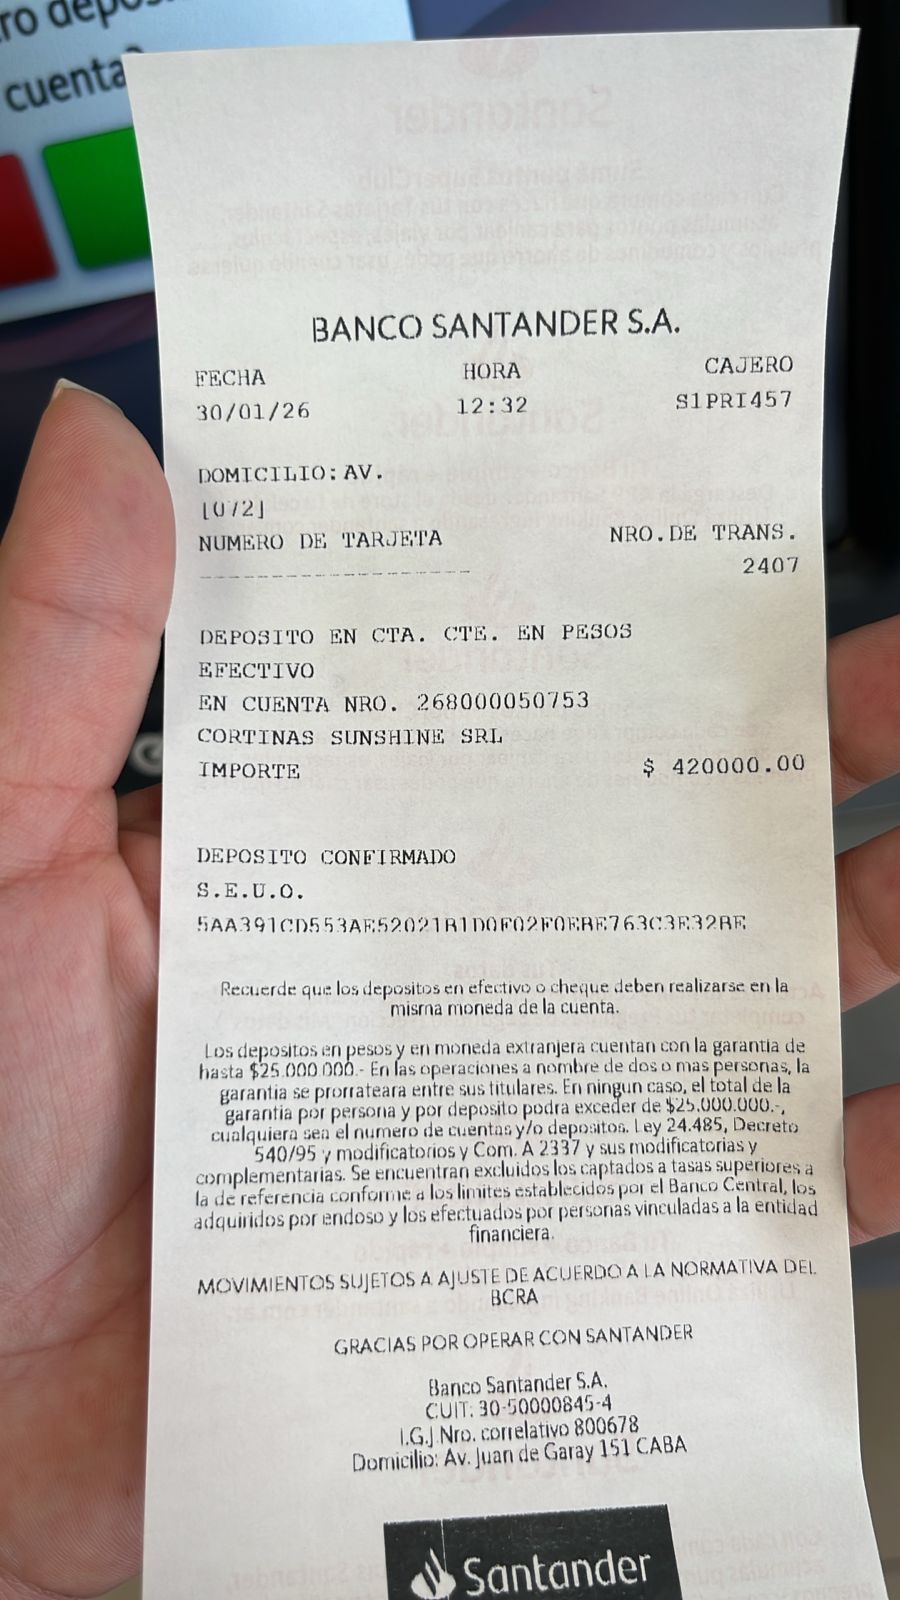 cuenta?
BANCO SANTANDER S.A.
FECHA HORA CAJERO
30/01/26 12:32 S1PRI457
DOMICILIO: AV.
[072]
NUMERO DE TARJETA NRO.DE TRANS.
-------------------- 2407
DEPOSITO EN CTA. CTE. EN PESOS
EFECTIVO
EN CUENTA NRO. 268000050753
CORTINAS SUNSHINE SRL
IMPORTE $ 420000.00
DEPOSITO CONFIRMADO
S.E.U.O.
Recuerde que los depositos en efectivo o cheque deben realizarse en la
misma moneda de la cuenta.
Los depositos en pesos y en moneda extranjera cuentan con la garantia de
hasta $25.000.000.- En las operaciones a nombre de dos o mas personas, la
garantia se prorrateara entre sus titulares. En ningun caso, el total de la
garantia por persona y por deposito podra exceder de $25.000.000.-,
cualquiera sea el numero de cuentas y/o depositos. Ley 24.485, Decreto
540/95 y modificatorios y Com. A 2337 y sus modificatorias y
complementarias. Se encuentran excluidos los captados a tasas superiores a
la de referencia conforme a los limites establecidos por el Banco Central, los
adquiridos por endoso y los efectuados por personas vinculadas a la entidad
financiera.
MOVIMIENTOS SUJETOS A AJUSTE DE ACUERDO A LA NORMATIVA DEL
BCRA
GRACIAS POR OPERAR CON SANTANDER
Banco Santander S.A.
CUIT: 30-50000845-4
I.G.J Nro. correlativo 800678
Domicilio: Av. Juan de Garay 151 CABA
Santander